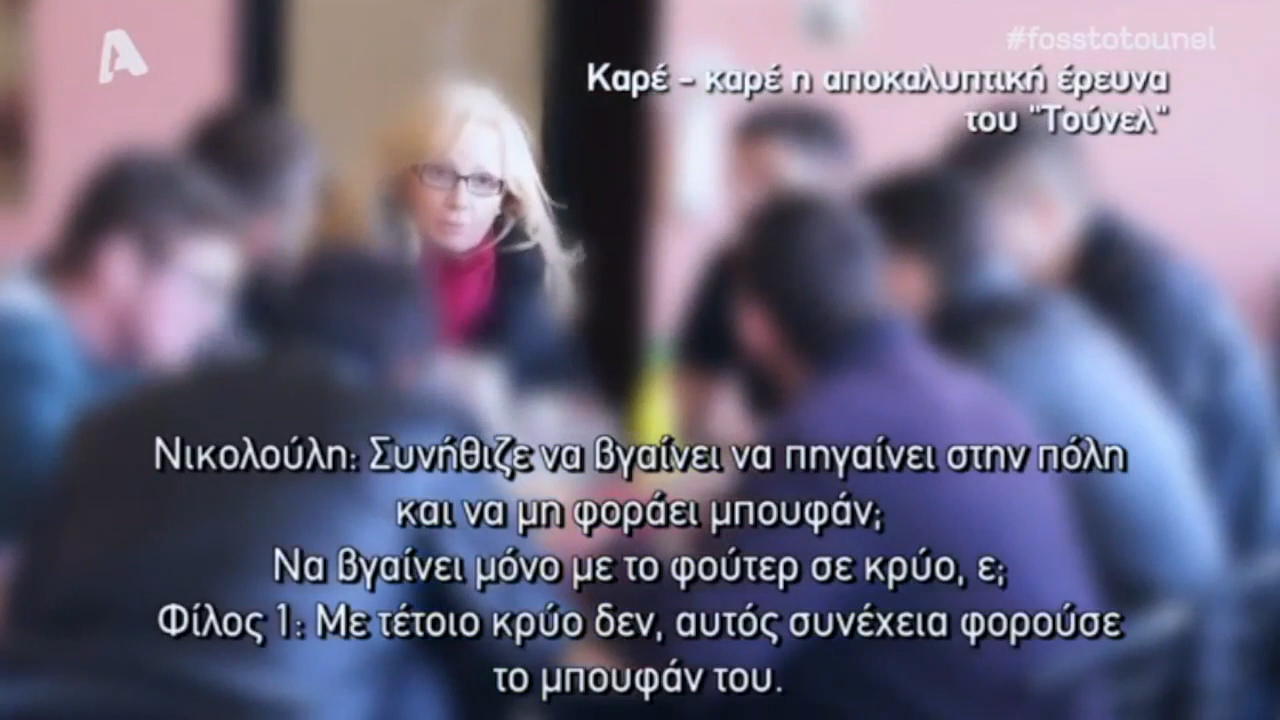 #fosstotounel
Καρέ - καρέ η αποκαλυπτική έρευνα
του "Τούνελ"
Νικολούλη: Συνήθιζε να βγαίνει να πηγαίνει στην πόλη
και να μη φοράει μπουφάν;
Να βγαίνει μόνο με το φούτερ σε κρύο, ε;
Φίλος 1: Με τέτοιο κρύο δεν, αυτός συνέχεια φορούσε
το μπουφάν του.